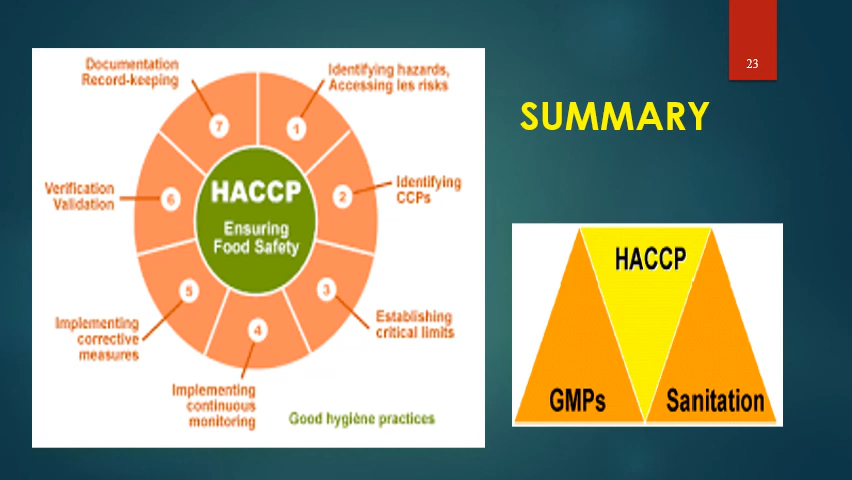 23
SUMMARY
Documentation
Record-keeping
Identifying hazards,
Accessing les risks
7
1
Verification
Validation
6
HACCP
Ensuring
Food Safety
2
Identifying
CCPs
5
3
4
Implementing
corrective
measures
Establishing
critical limits
Implementing
continuous
monitoring
Good hygiène practices
HACCP
GMPs
Sanitation